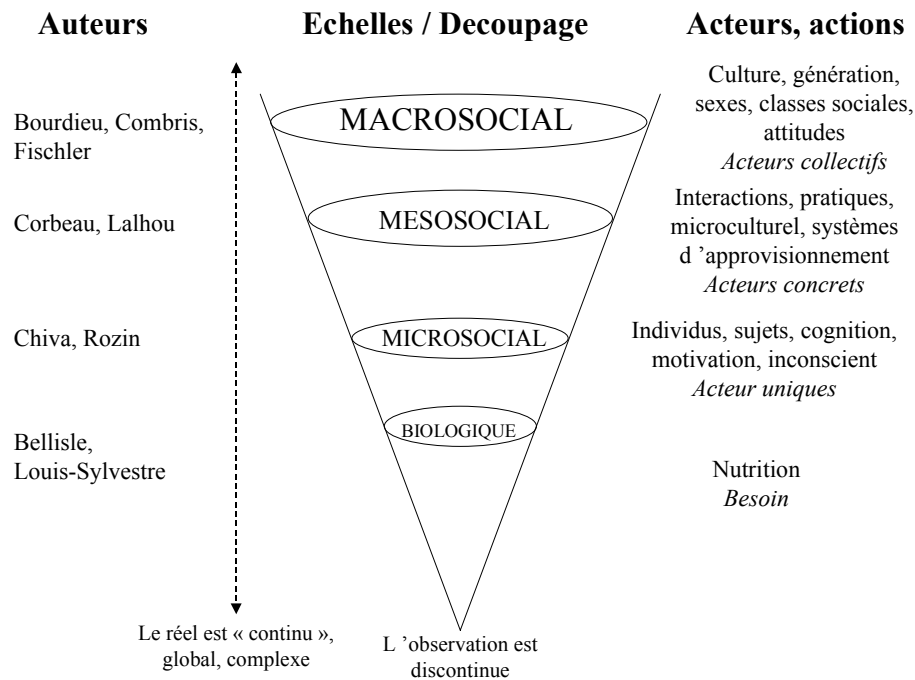 Auteurs
Echelles / Decoupage
Acteurs, actions
Bourdieu, Combris,
Fischler
MACROSOCIAL
Culture, génération,
sexes, classes sociales,
attitudes
Acteurs collectifs
Corbeau, Lalhou
MESOSOCIAL
Interactions, pratiques,
microculturel, systèmes
d ’approvisionnement
Acteurs concrets
Chiva, Rozin
MICROSOCIAL
Individus, sujets, cognition,
motivation, inconscient
Acteur uniques
Bellisle,
Louis-Sylvestre
BIOLOGIQUE
Nutrition
Besoin
Le réel est « continu »,
global, complexe
L ’observation est
discontinue